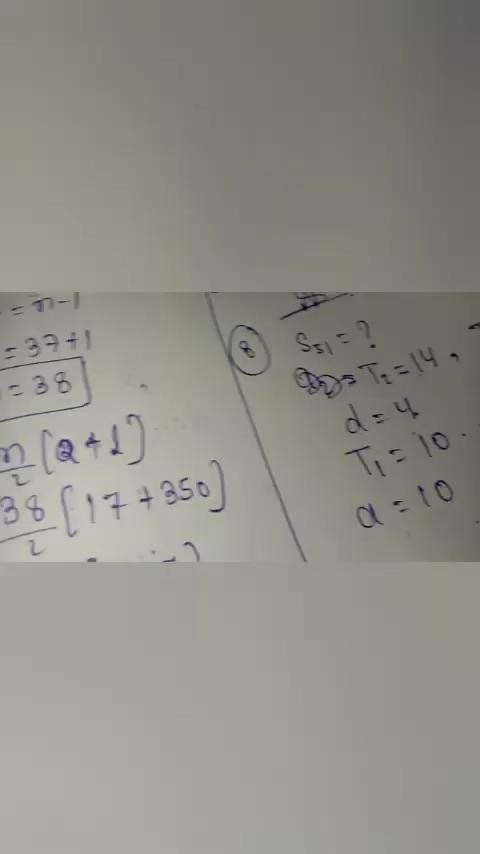 = n-1
= 37+1
= 38
n/2 [a+l]
38/2 [17+350]
8
S51 = ?
T2 = 14,
d = 4
T1 = 10
a = 10